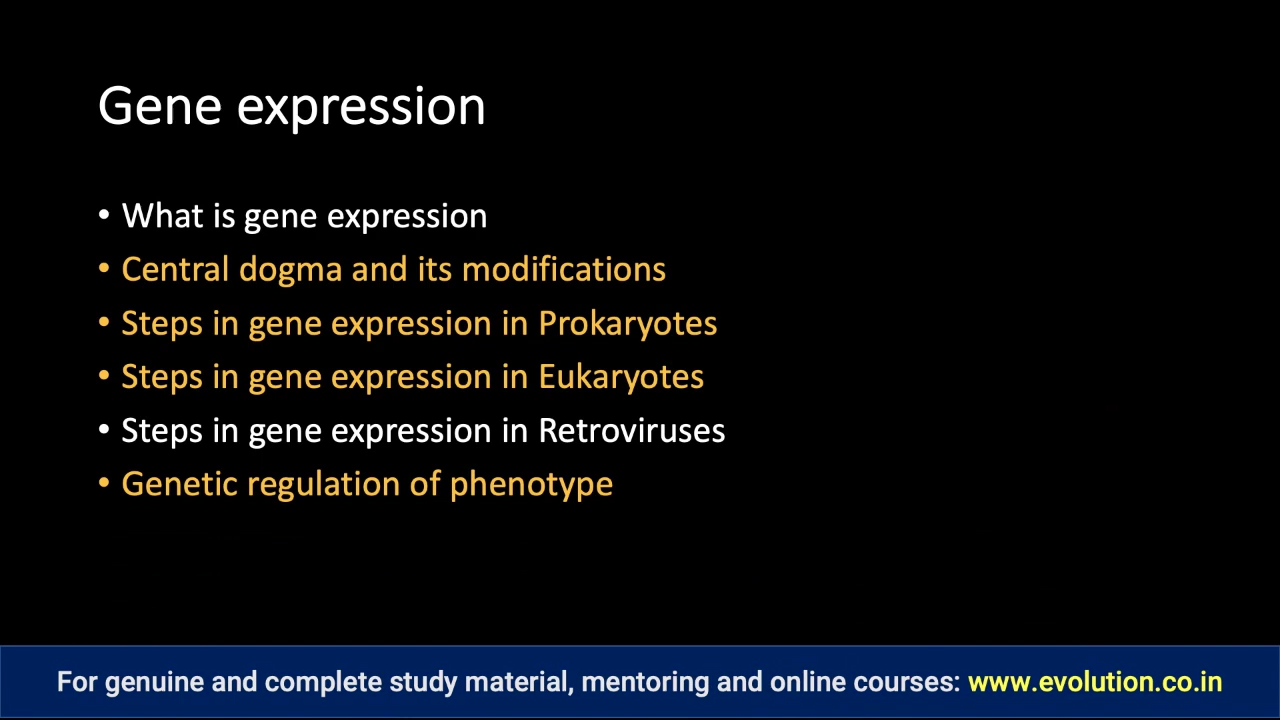 Gene expression
• What is gene expression
• Central dogma and its modifications
• Steps in gene expression in Prokaryotes
• Steps in gene expression in Eukaryotes
• Steps in gene expression in Retroviruses
• Genetic regulation of phenotype
For genuine and complete study material, mentoring and online courses: www.evolution.co.in